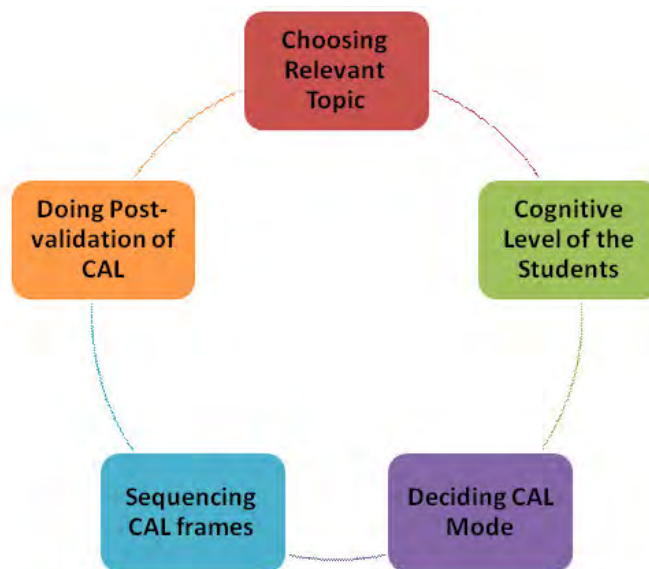 Choosing
Relevant
Topic
Cognitive
Level of the
Students
Deciding CAL
Mode
Sequencing
CAL frames
Doing Post-
validation of
CAL